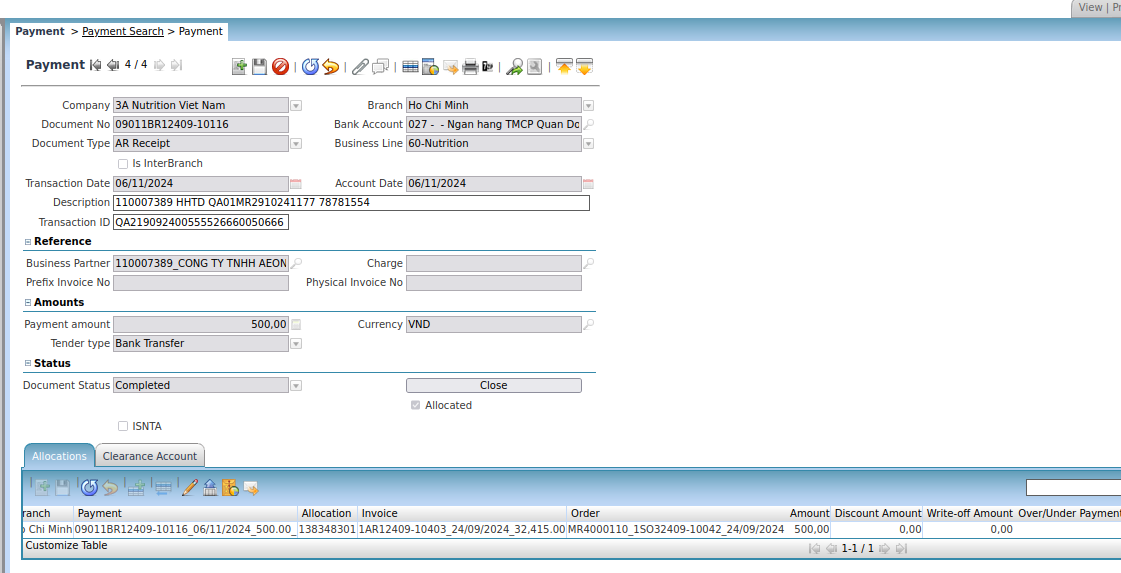 View | Pr
Payment > Payment Search > Payment
Payment 4 / 4
Company 3A Nutrition Viet Nam Branch Ho Chi Minh
Document No 09011BR12409-10116 Bank Account 027 - - Ngan hang TMCP Quan Do
Document Type AR Receipt Business Line 60-Nutrition
Is InterBranch
Transaction Date 06/11/2024 Account Date 06/11/2024
Description 110007389 HHTD QA01MR2910241177 78781554
Transaction ID QA219092400555526660050666
Reference
Business Partner 110007389_CONG TY TNHH AEON Charge
Prefix Invoice No Physical Invoice No
Amounts
Payment amount 500,00 Currency VND
Tender type Bank Transfer
Status
Document Status Completed Close
Allocated
ISNTA
Allocations Clearance Account
ranch Payment Allocation Invoice Order Amount Discount Amount Write-off Amount Over/Under Payment
Chi Minh 09011BR12409-10116_06/11/2024_500.00_ 138348301 1AR12409-10403_24/09/2024_32,415.00 MR4000110_1SO32409-10042_24/09/2024 500,00 0,00 0,00
Customize Table 1-1 / 1